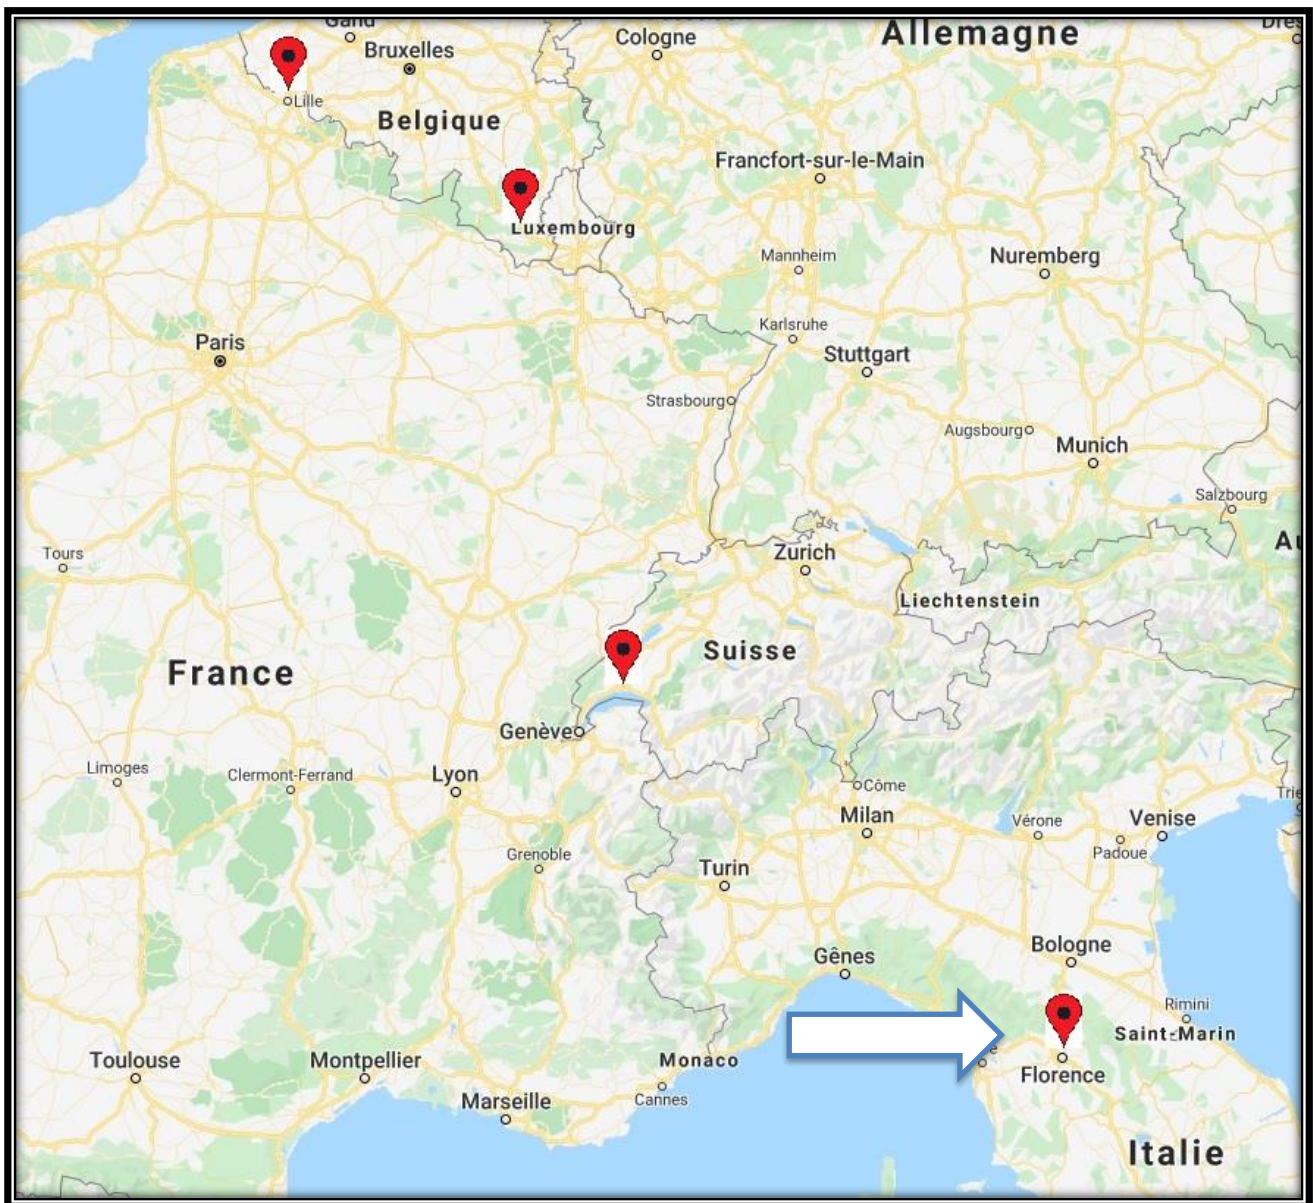 Gand
Bruxelles
Cologne
Allemagne
Lille
Belgique
Francfort-sur-le-Main
Luxembourg
Mannheim
Nuremberg
Karlsruhe
Paris
Stuttgart
Strasbourg
Augsbourg
Munich
Salzbourg
Tours
Zurich
Liechtenstein
Suisse
France
Genève
Limoges
Clermont-Ferrand
Lyon
Côme
Milan
Vérone
Venise
Grenoble
Padoue
Turin
Bologne
Gênes
Rimini
Saint-Marin
Toulouse
Montpellier
Monaco
Florence
Marseille
Cannes
Italie